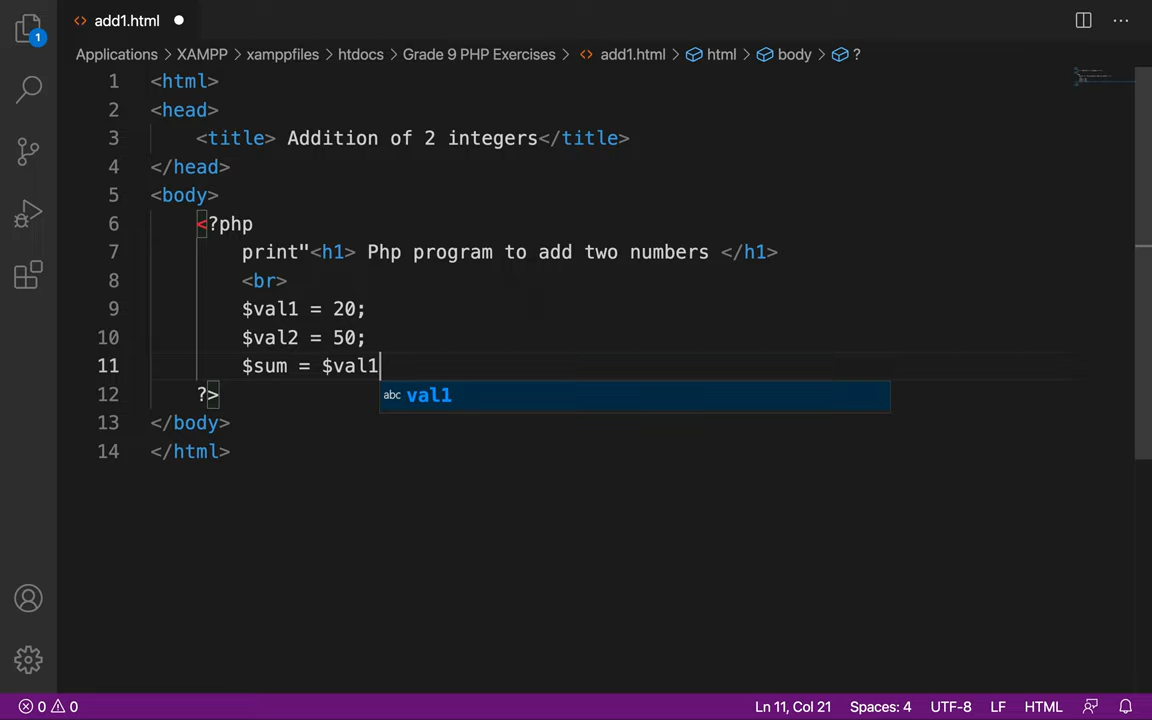 add1.html
Applications > XAMPP > xamppfiles > htdocs > Grade 9 PHP Exercises > add1.html > html > body > ?
1
1 <html>
2 <head>
3 <title> Addition of 2 integers</title>
4 </head>
5 <body>
6 <?php
7 print"<h1> Php program to add two numbers </h1>
8 <br>
9 $val1 = 20;
10 $val2 = 50;
11 $sum = $val1
12 ?>
abc val1
13 </body>
14 </html>
0 0 Ln 11, Col 21 Spaces: 4 UTF-8 LF HTML